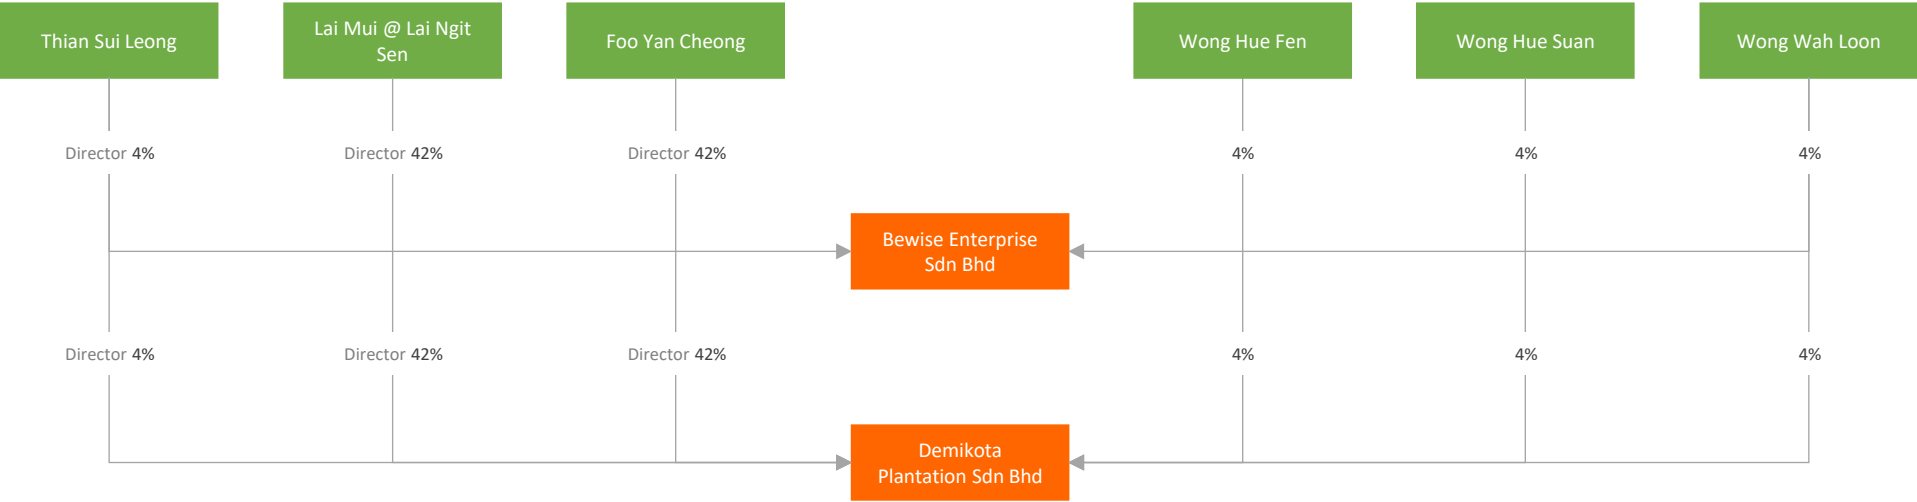 Thian Sui Leong
Lai Mui @ Lai Ngit
Sen
Foo Yan Cheong
Wong Hue Fen
Wong Hue Suan
Wong Wah Loon
Director 4%
Director 42%
Director 42%
4%
4%
4%
Bewise Enterprise
Sdn Bhd
Director 4%
Director 42%
Director 42%
4%
4%
4%
Demikota
Plantation Sdn Bhd